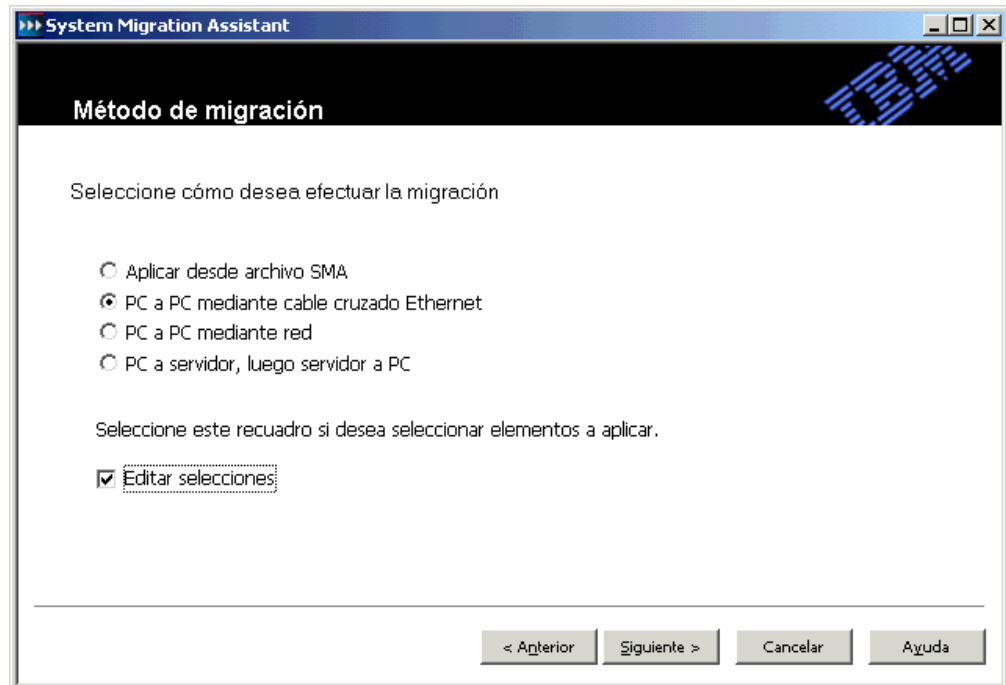 System Migration Assistant
Método de migración
IBM
Seleccione cómo desea efectuar la migración
Aplicar desde archivo SMA
PC a PC mediante cable cruzado Ethernet
PC a PC mediante red
PC a servidor, luego servidor a PC
Seleccione este recuadro si desea seleccionar elementos a aplicar.
Editar selecciones
< Anterior Siguiente > Cancelar Ayuda